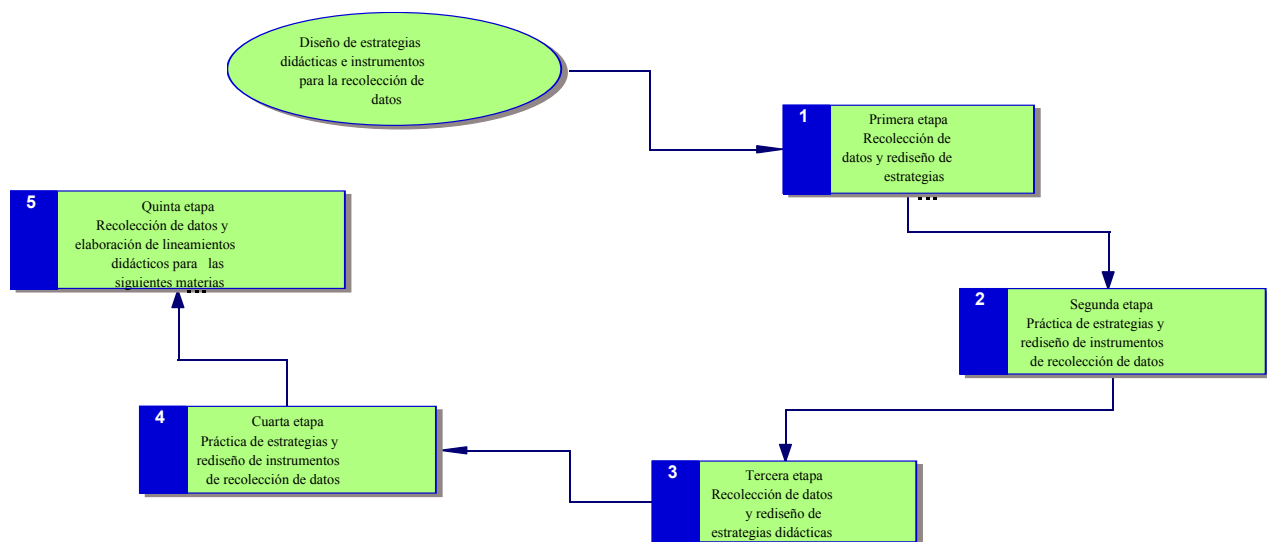 Diseño de estrategias
didácticas e instrumentos
para la recolección de
datos
1
Primera etapa
Recolección de
datos y rediseño de
estrategias
2
Segunda etapa
Práctica de estrategias y
rediseño de instrumentos
de recolección de datos
3
Tercera etapa
Recolección de datos
y rediseño de
estrategias didácticas
4
Cuarta etapa
Práctica de estrategias y
rediseño de instrumentos
de recolección de datos
5
Quinta etapa
Recolección de datos y
elaboración de lineamientos
didácticos para las
siguientes materias